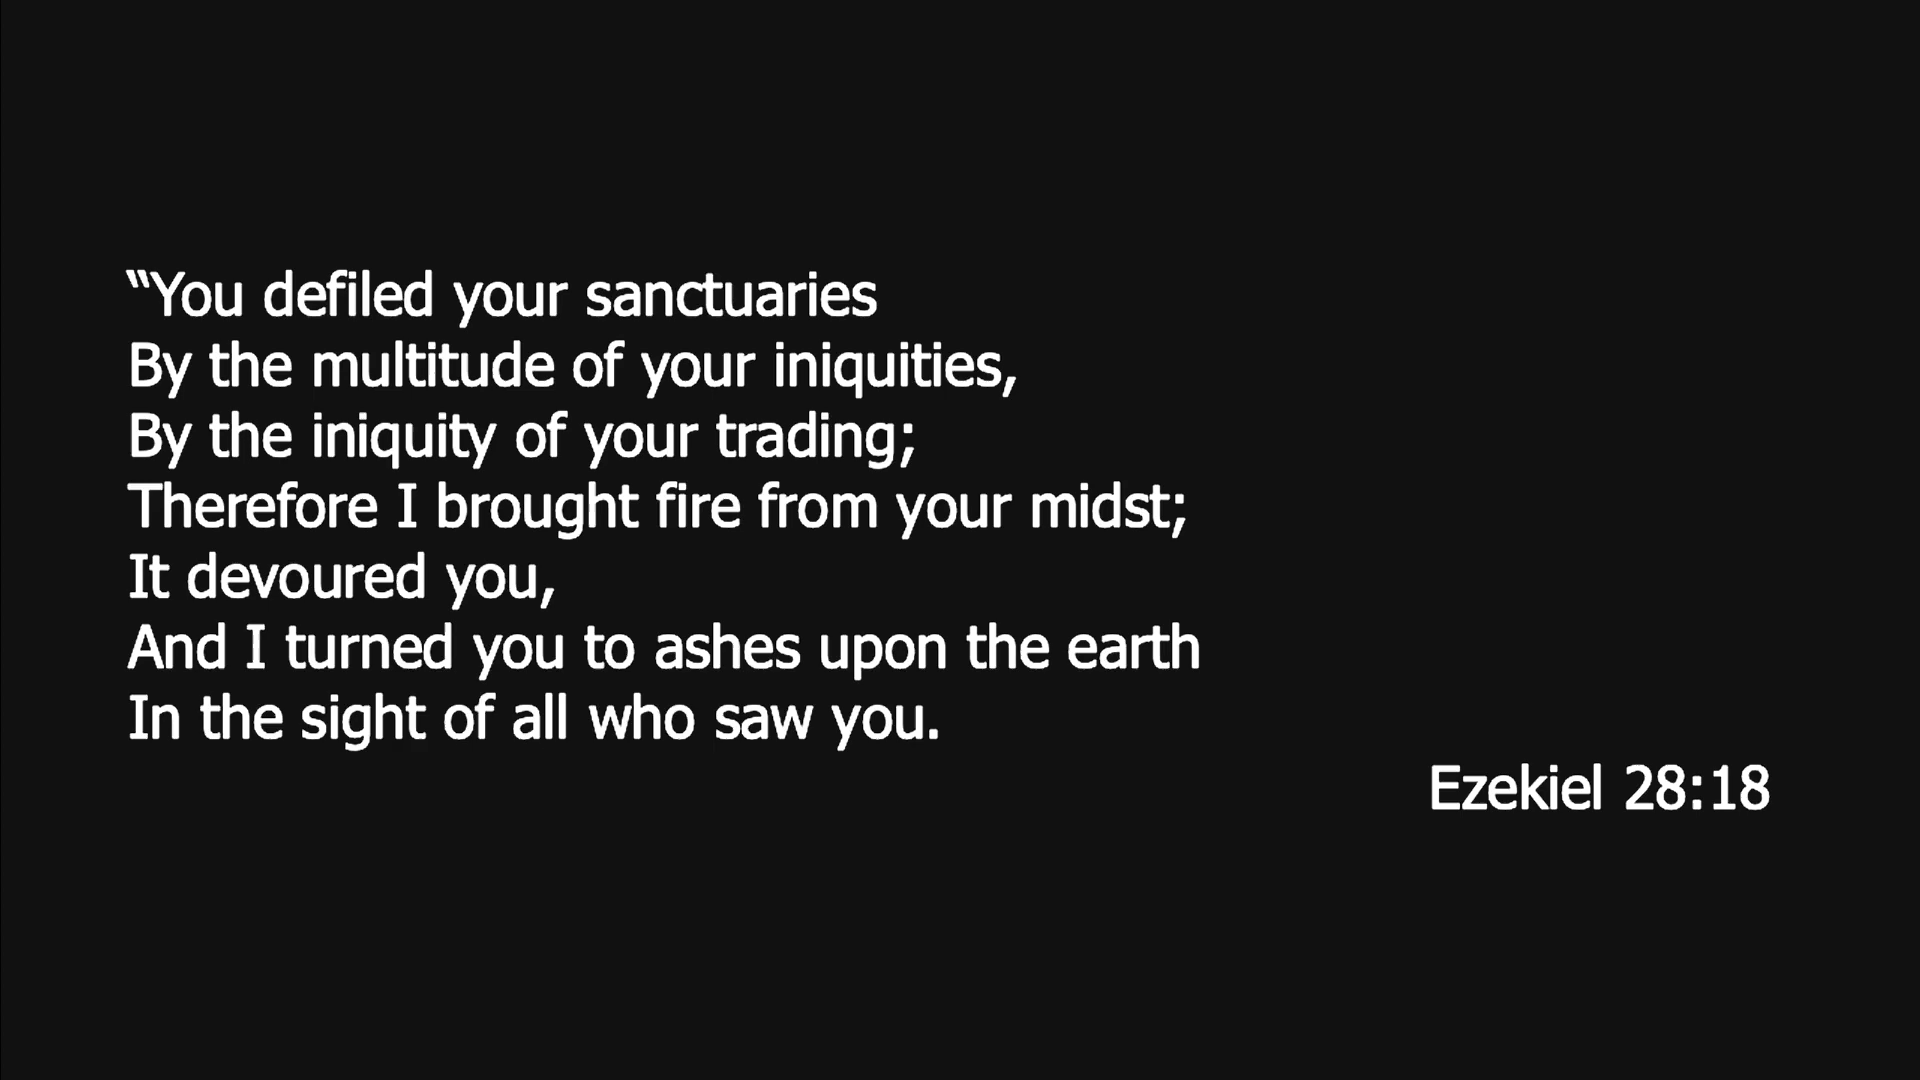 “You defiled your sanctuaries
By the multitude of your iniquities,
By the iniquity of your trading;
Therefore I brought fire from your midst;
It devoured you,
And I turned you to ashes upon the earth
In the sight of all who saw you.
Ezekiel 28:18